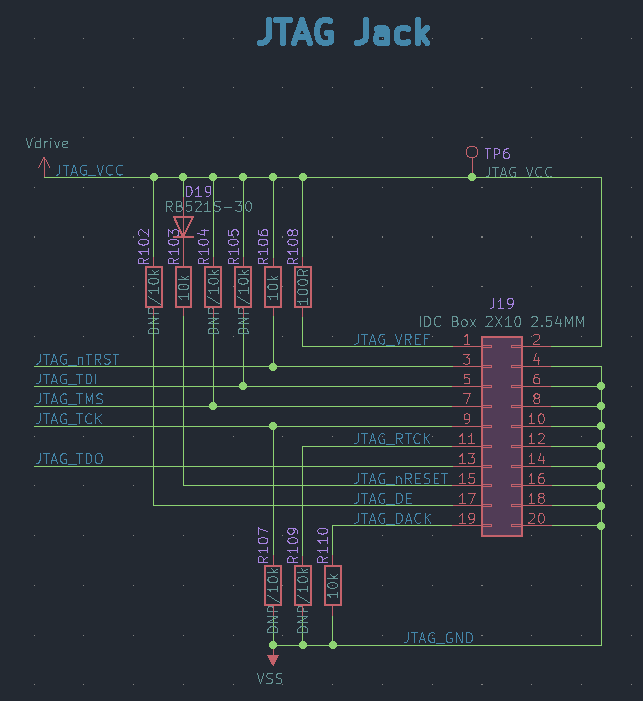 JTAG Jack
Vdrive
JTAG_VCC
TP6
JTAG_VCC
D19
RB521S-30
R102
R103
R104
R105
R106
R108
DNP/10k
10k
DNP/10k
DNP/10k
10k
100R
J19
IDC Box 2X10 2.54MM
JTAG_VREF
1
2
JTAG_nTRST
3
4
JTAG_TDI
5
6
JTAG_TMS
7
8
JTAG_TCK
9
10
JTAG_RTCK
11
12
JTAG_TDO
13
14
JTAG_nRESET
15
16
JTAG_DE
17
18
JTAG_DACK
19
20
R107
R109
R110
DNP/10k
DNP/10k
10k
JTAG_GND
VSS